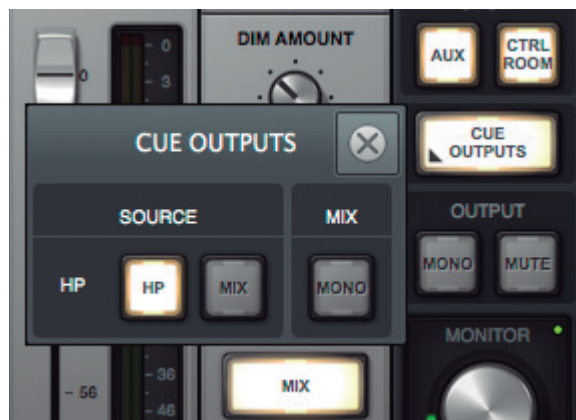 0
0
3
DIM AMOUNT
AUX
CTRL
ROOM
CUE OUTPUTS
CUE
OUTPUTS
SOURCE
MIX
OUTPUT
HP
HP
MIX
MONO
MONO
MUTE
MONITOR
MIX
- 56
- 36
- 46